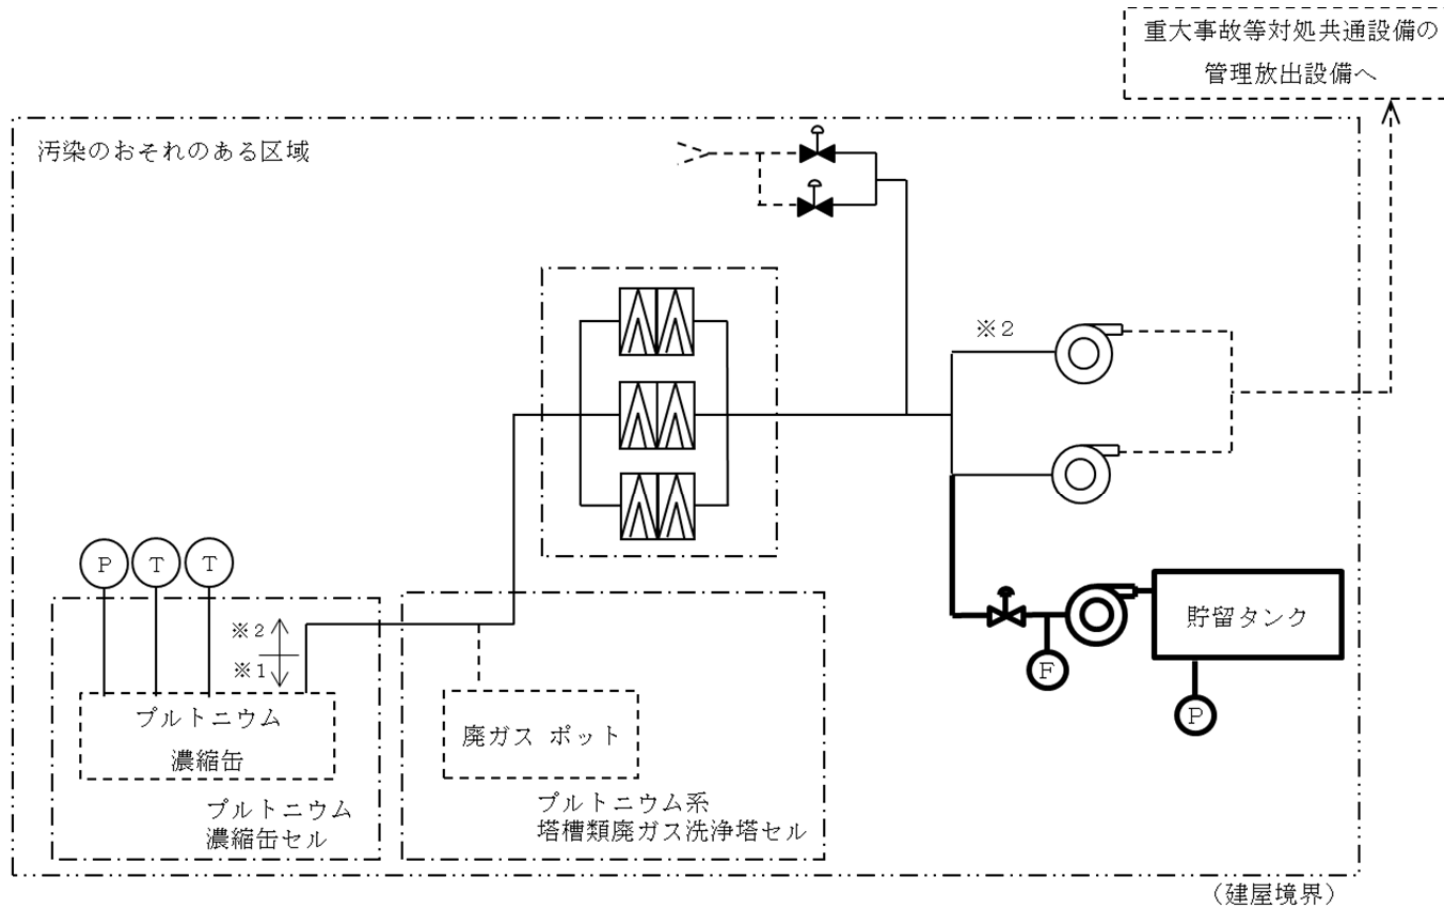 重大事故等対処共通設備の
管理放出設備へ
汚染のおそれのある区域
※2
P
T
T
※2
※1
プルトニウム
濃縮缶
プルトニウム
濃縮缶セル
廃ガス ポット
プルトニウム系
塔槽類廃ガス洗浄塔セル
F
貯留タンク
P
(建屋境界)